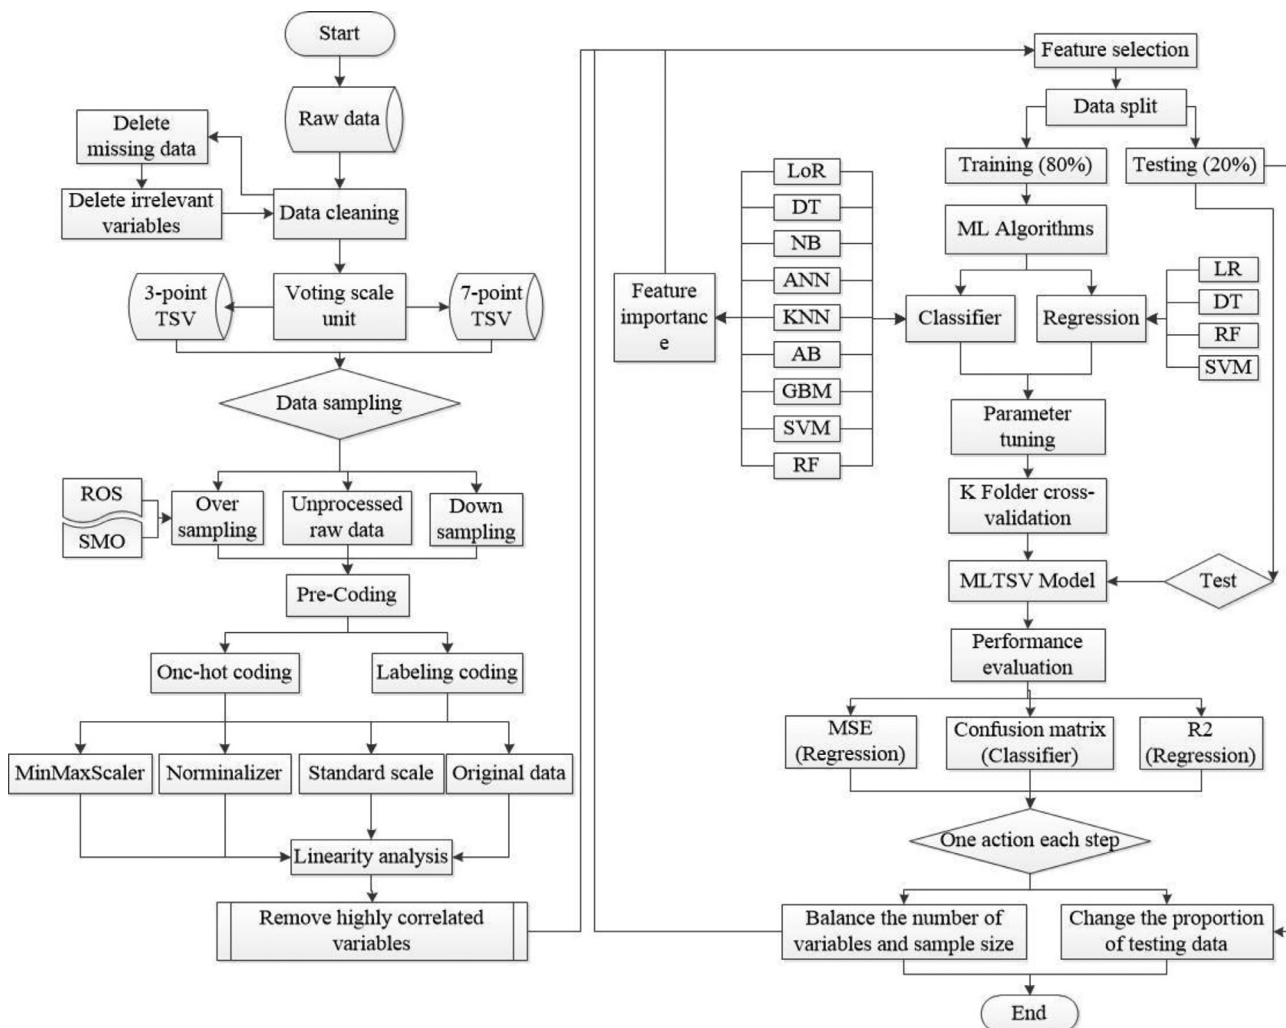 Start
Raw data
Delete
missing data
Delete irrelevant
variables
Data cleaning
3-point
TSV
Voting scale
unit
7-point
TSV
Data sampling
ROS
SMO
Over
sampling
Unprocessed
raw data
Down
sampling
Pre-Coding
Onc-hot coding
Labeling coding
MinMaxScaler
Norminalizer
Standard scale
Original data
Linearity analysis
Remove highly correlated
variables
Feature selection
Data split
Training (80%)
Testing (20%)
ML Algorithms
LoR
DT
NB
ANN
KNN
AB
GBM
SVM
RF
Feature
importanc
e
Classifier
Regression
LR
DT
RF
SVM
Parameter
tuning
K Folder cross-
validation
MLTSV Model
Test
Performance
evaluation
MSE
(Regression)
Confusion matrix
(Classifier)
R2
(Regression)
One action each step
Balance the number of
variables and sample size
Change the proportion
of testing data
End